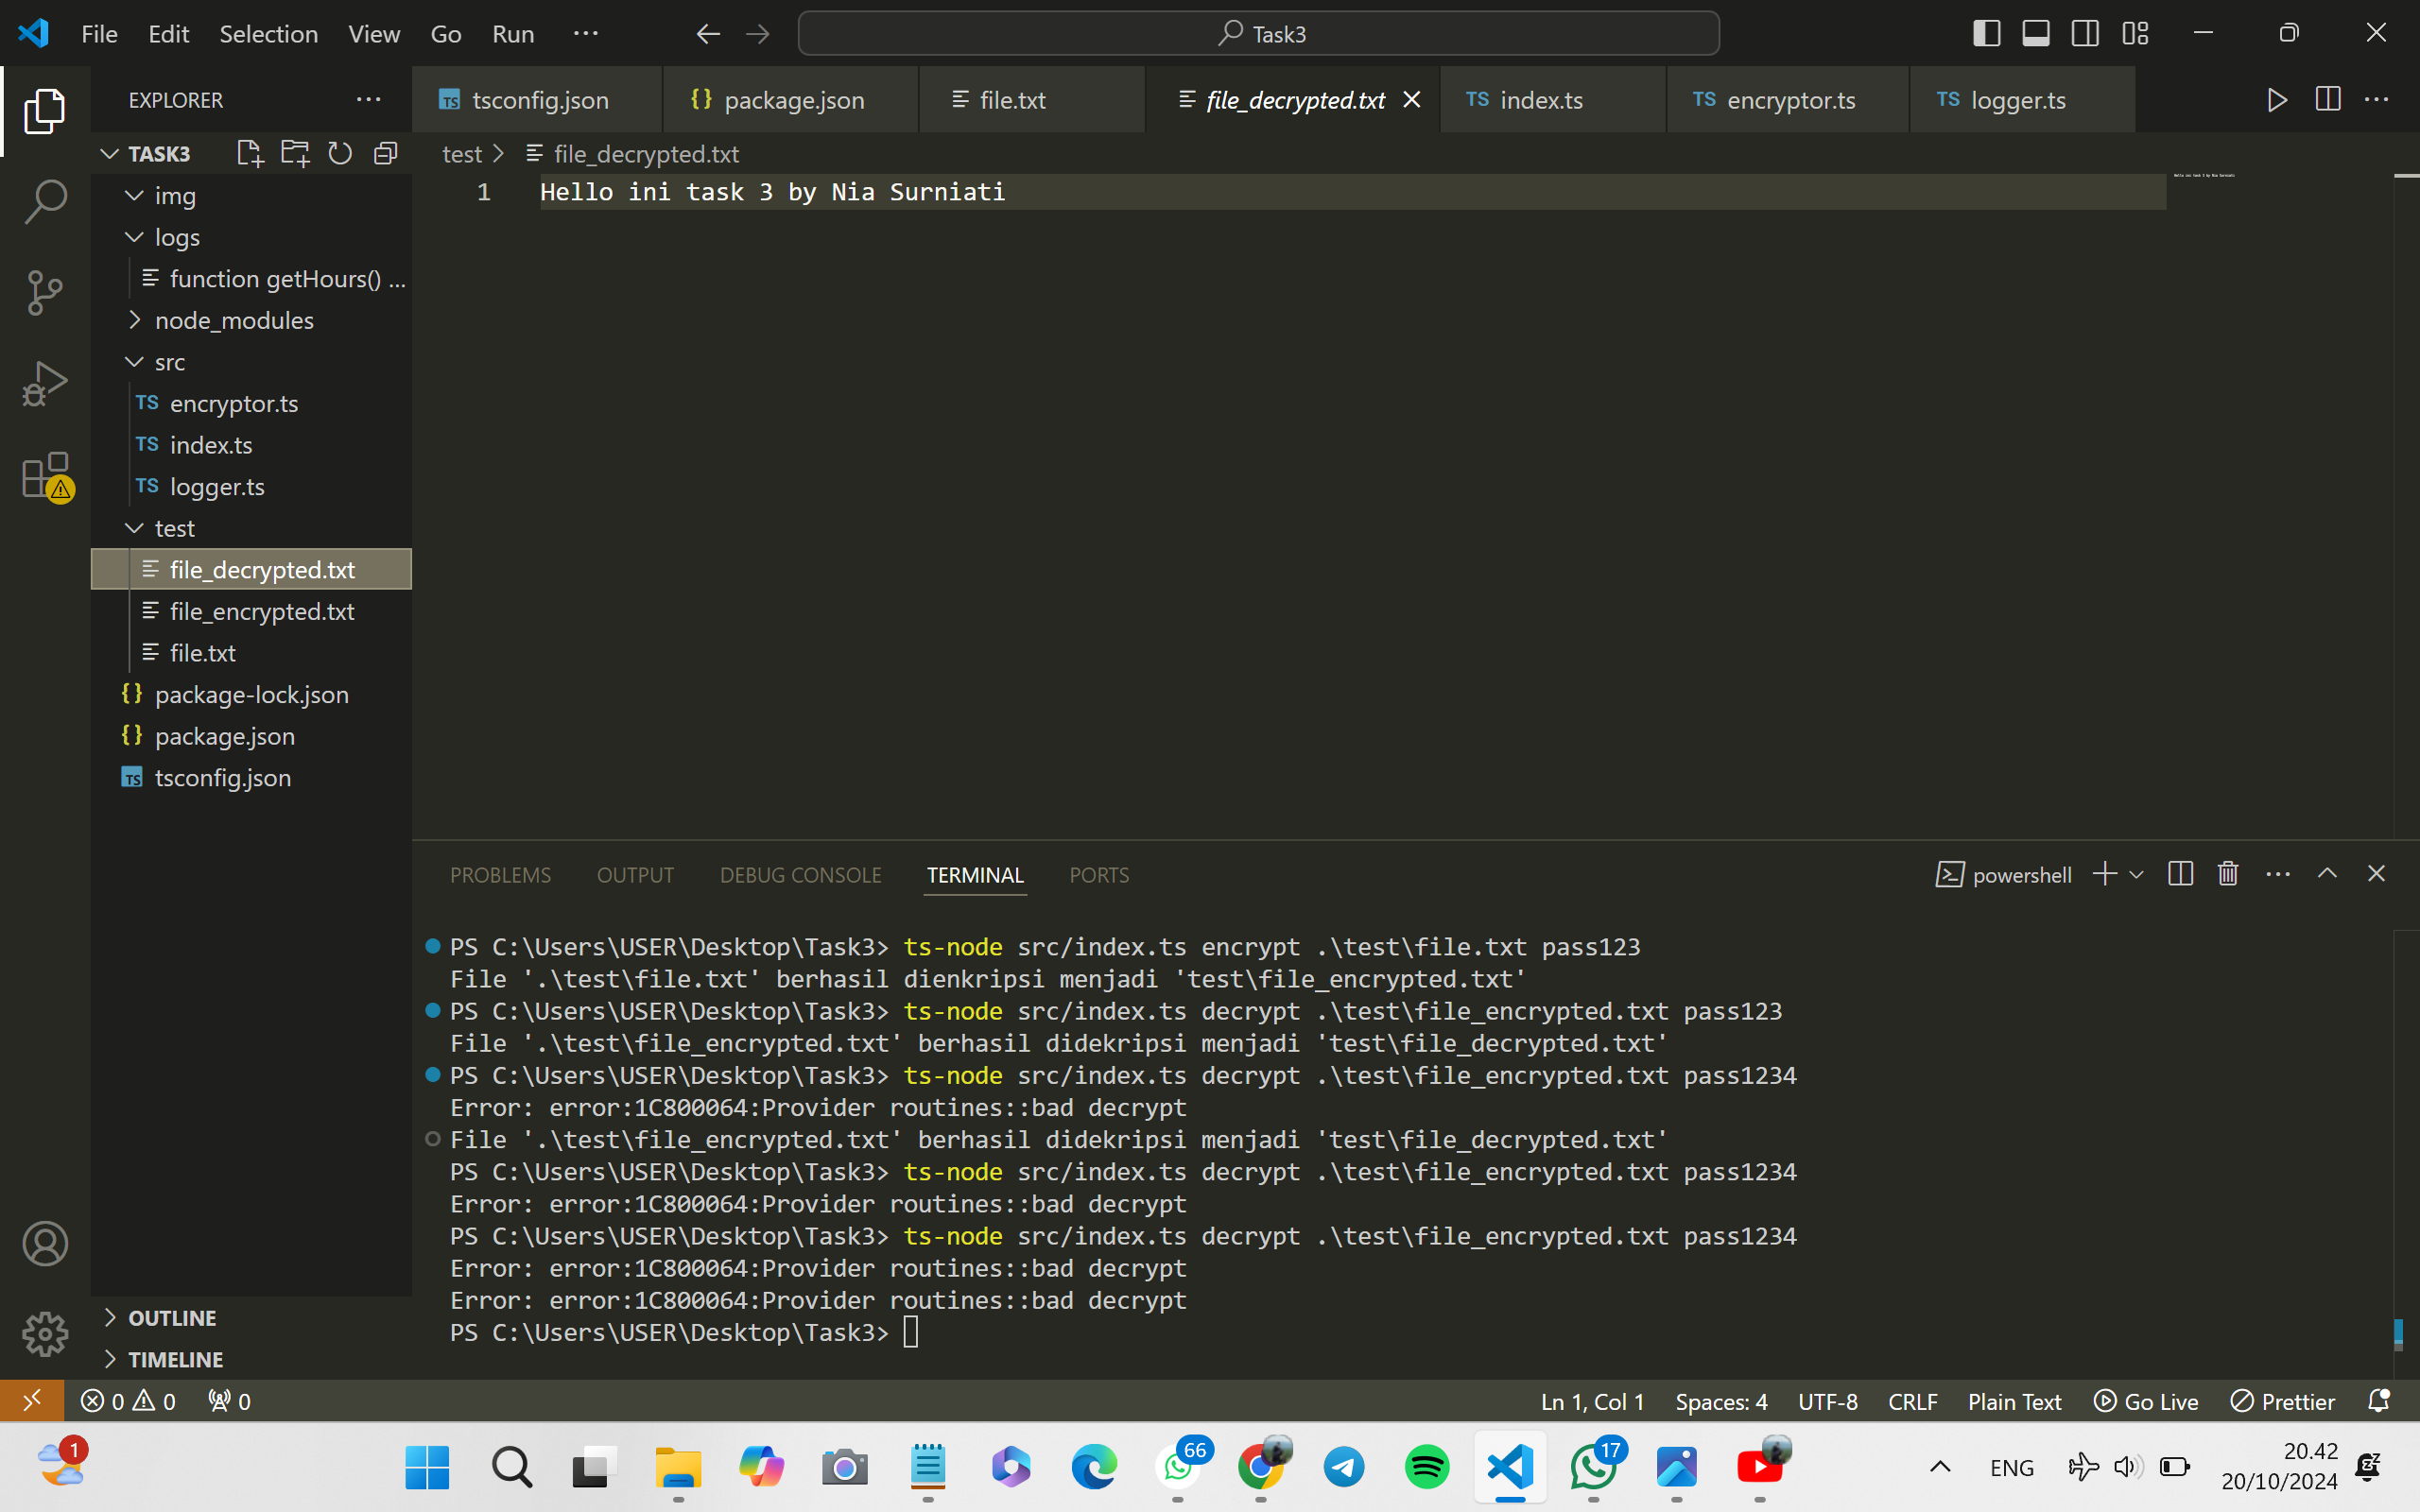 File Edit Selection View Go Run ···
Task3
EXPLORER ···
tsconfig.json
package.json
file.txt
file_decrypted.txt
TS index.ts
TS encryptor.ts
TS logger.ts
TASK3
img
logs
function getHours() ...
node_modules
src
TS encryptor.ts
TS index.ts
TS logger.ts
test
file_decrypted.txt
file_encrypted.txt
file.txt
{} package-lock.json
{} package.json
TS tsconfig.json
OUTLINE
TIMELINE
test > file_decrypted.txt
1 Hello ini task 3 by Nia Surniati
PROBLEMS OUTPUT DEBUG CONSOLE TERMINAL PORTS
powershell
PS C:\Users\USER\Desktop\Task3> ts-node src/index.ts encrypt .\test\file.txt pass123
File '.\test\file.txt' berhasil dienkripsi menjadi 'test\file_encrypted.txt'
PS C:\Users\USER\Desktop\Task3> ts-node src/index.ts decrypt .\test\file_encrypted.txt pass123
File '.\test\file_encrypted.txt' berhasil didekripsi menjadi 'test\file_decrypted.txt'
PS C:\Users\USER\Desktop\Task3> ts-node src/index.ts decrypt .\test\file_encrypted.txt pass1234
Error: error:1C800064:Provider routines::bad decrypt
File '.\test\file_encrypted.txt' berhasil didekripsi menjadi 'test\file_decrypted.txt'
PS C:\Users\USER\Desktop\Task3> ts-node src/index.ts decrypt .\test\file_encrypted.txt pass1234
Error: error:1C800064:Provider routines::bad decrypt
PS C:\Users\USER\Desktop\Task3> ts-node src/index.ts decrypt .\test\file_encrypted.txt pass1234
Error: error:1C800064:Provider routines::bad decrypt
Error: error:1C800064:Provider routines::bad decrypt
PS C:\Users\USER\Desktop\Task3>
0 0 0
Ln 1, Col 1 Spaces: 4 UTF-8 CRLF Plain Text Go Live Prettier
1
66
17
ENG
20.42
20/10/2024